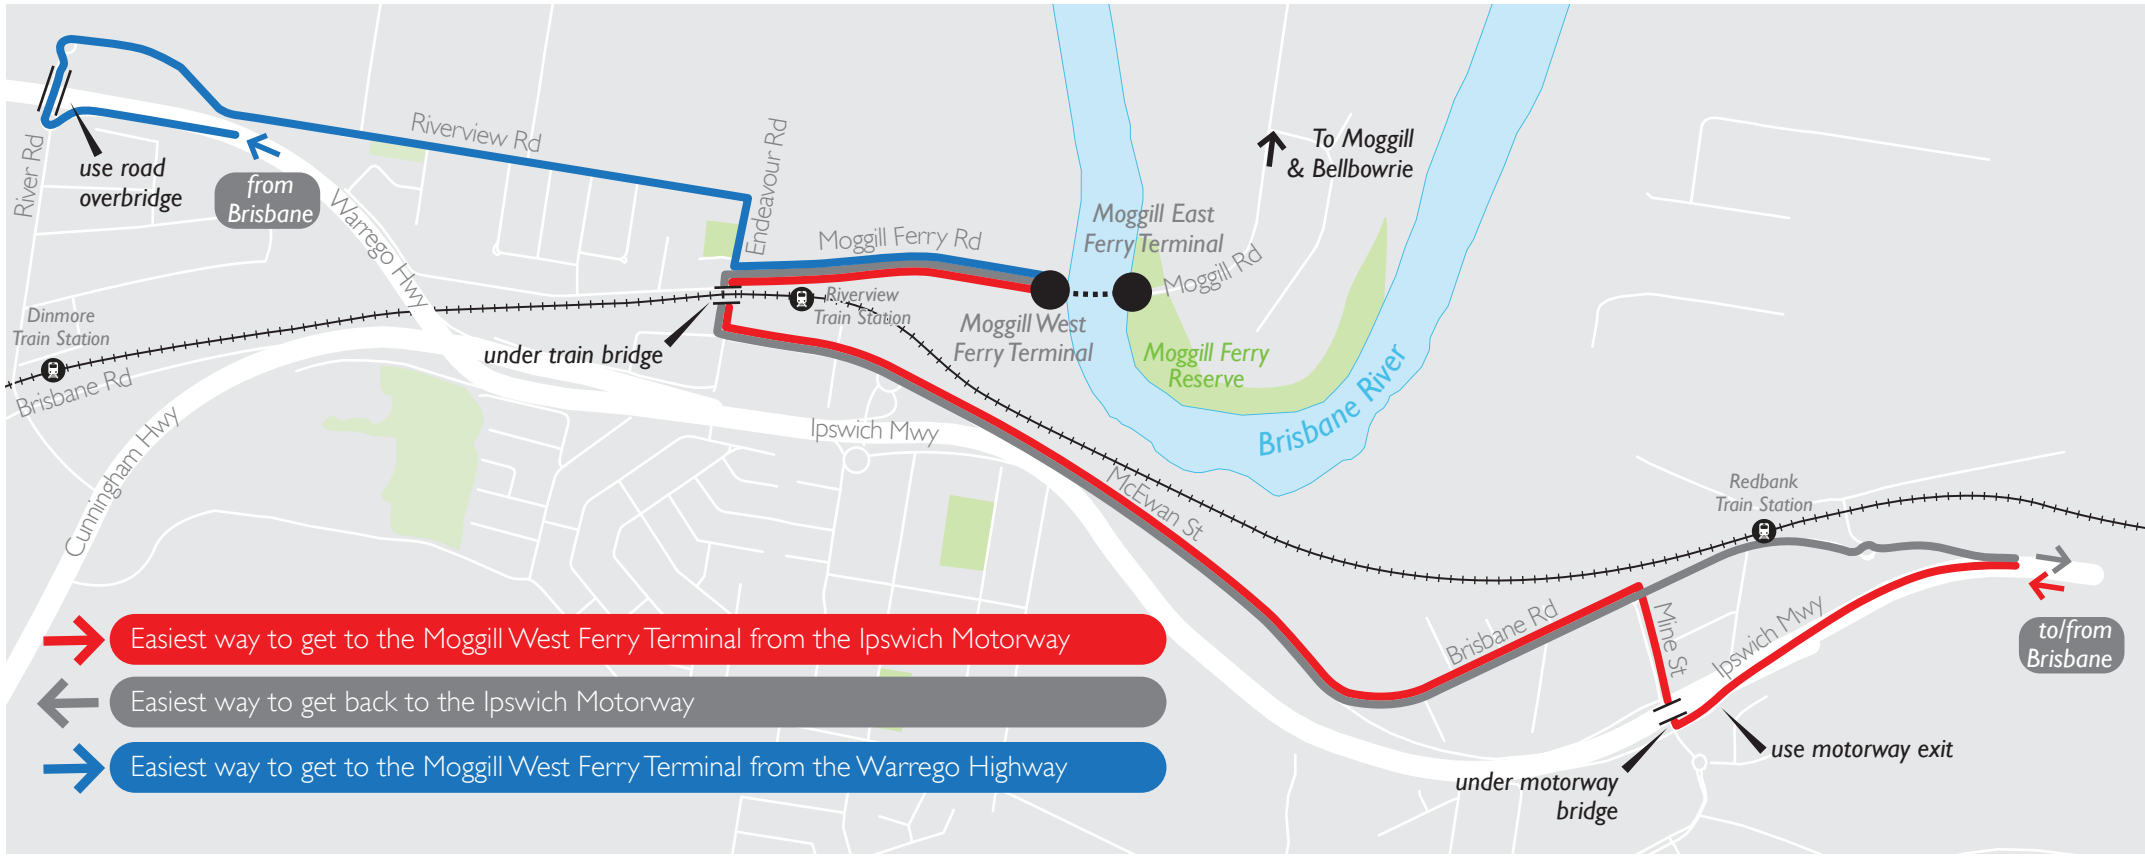 Riverview Rd
River Rd
use road
overbridge
from
Brisbane
Warrego Hwy
Endeavour Rd
Moggill Ferry Rd
To Moggill
& Bellbowrie
Moggill East
Ferry Terminal
Moggill Rd
Dinmore
Train Station
Brisbane Rd
under train bridge
Riverview
Train Station
Moggill West
Ferry Terminal
Moggill Ferry
Reserve
Brisbane River
Cunningham Hwy
Ipswich Mwy
McEwan St
Redbank
Train Station
Brisbane Rd
Mine St
Ipswich Mwy
to/from
Brisbane
use motorway exit
under motorway
bridge
Easiest way to get to the Moggill West Ferry Terminal from the Ipswich Motorway
Easiest way to get back to the Ipswich Motorway
Easiest way to get to the Moggill West Ferry Terminal from the Warrego Highway